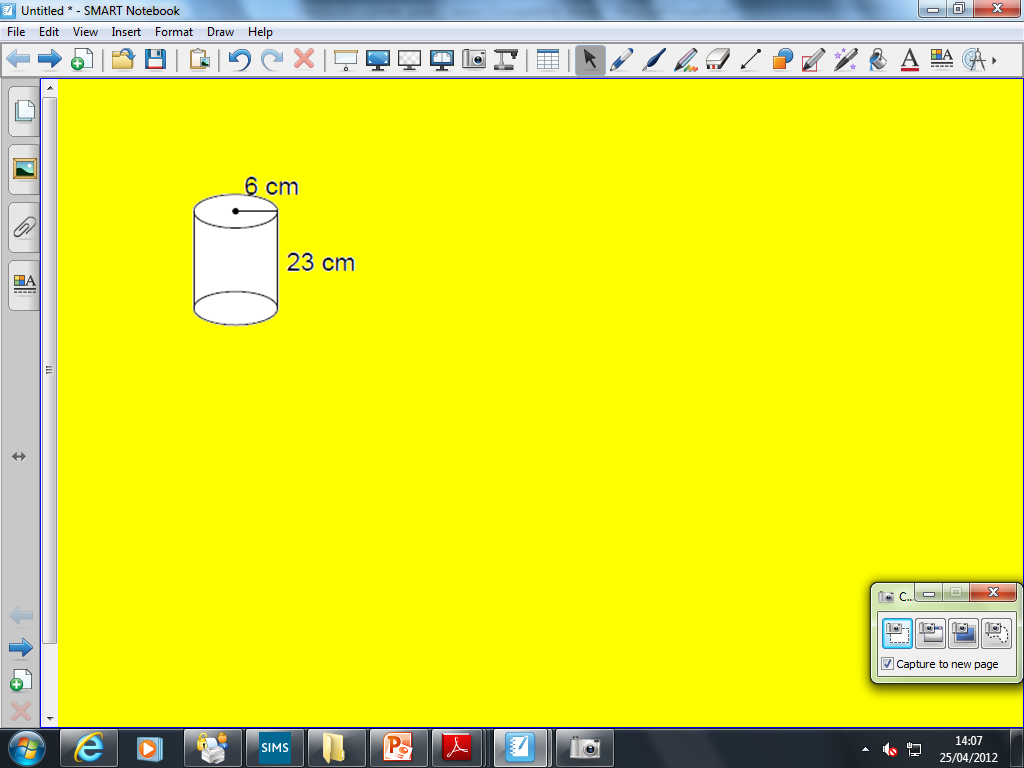 Untitled * - SMART Notebook
File Edit View Insert Format Draw Help
6 cm
23 cm
C...
Capture to new page
SIMS
14:07
25/04/2012